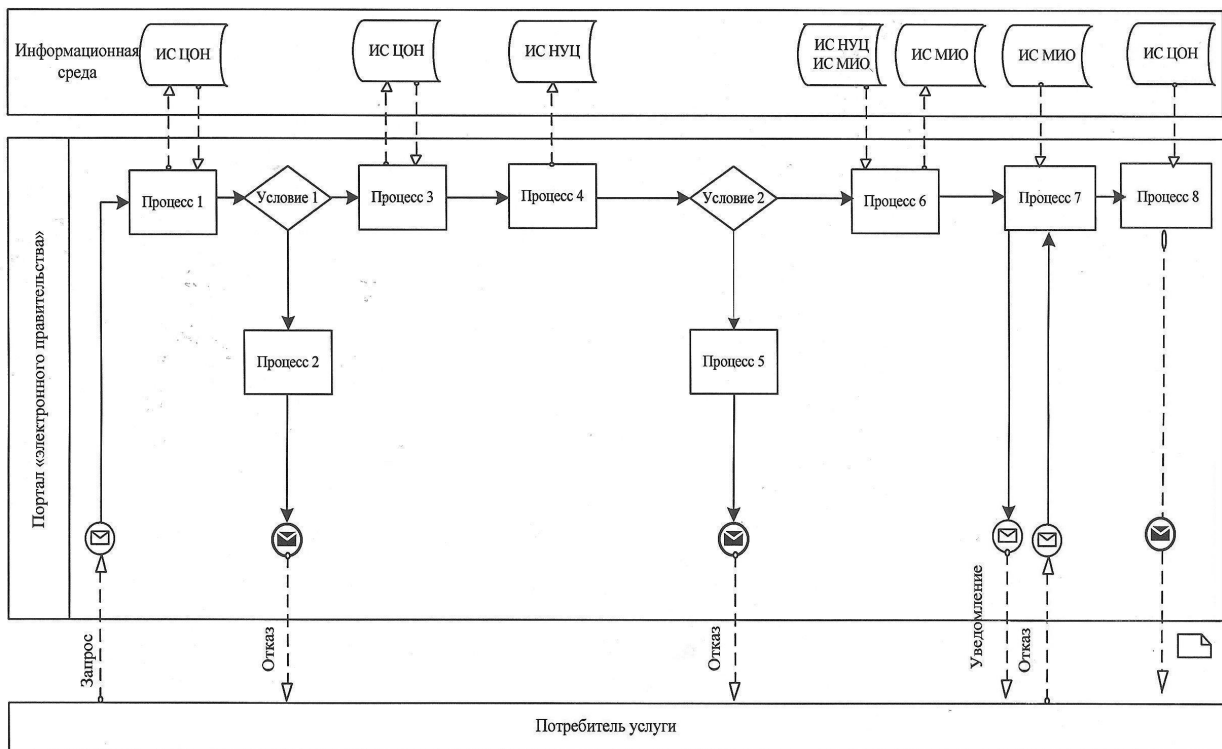 Информационная
среда
ИС ЦОН
ИС ЦОН
ИС НУЦ
ИС НУЦ
ИС МИО
ИС МИО
ИС МИО
ИС ЦОН
Портал «электронного правительства»
Процесс 1
Условие 1
Процесс 3
Процесс 4
Условие 2
Процесс 6
Процесс 7
Процесс 8
Процесс 2
Процесс 5
Запрос
Отказ
Отказ
Уведомление
Отказ
Потребитель услуги